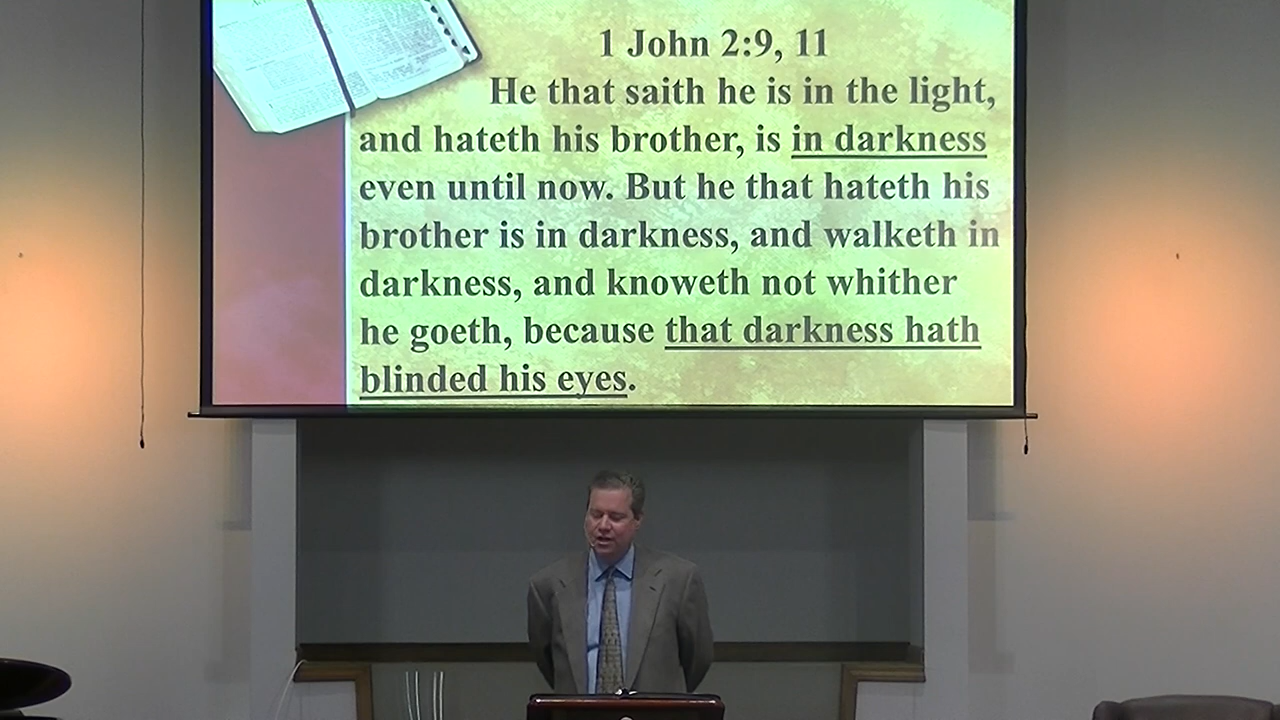 1 John 2:9, 11
He that saith he is in the light,
and hateth his brother, is in darkness
even until now. But he that hateth his
brother is in darkness, and walketh in
darkness, and knoweth not whither
he goeth, because that darkness hath
blinded his eyes.